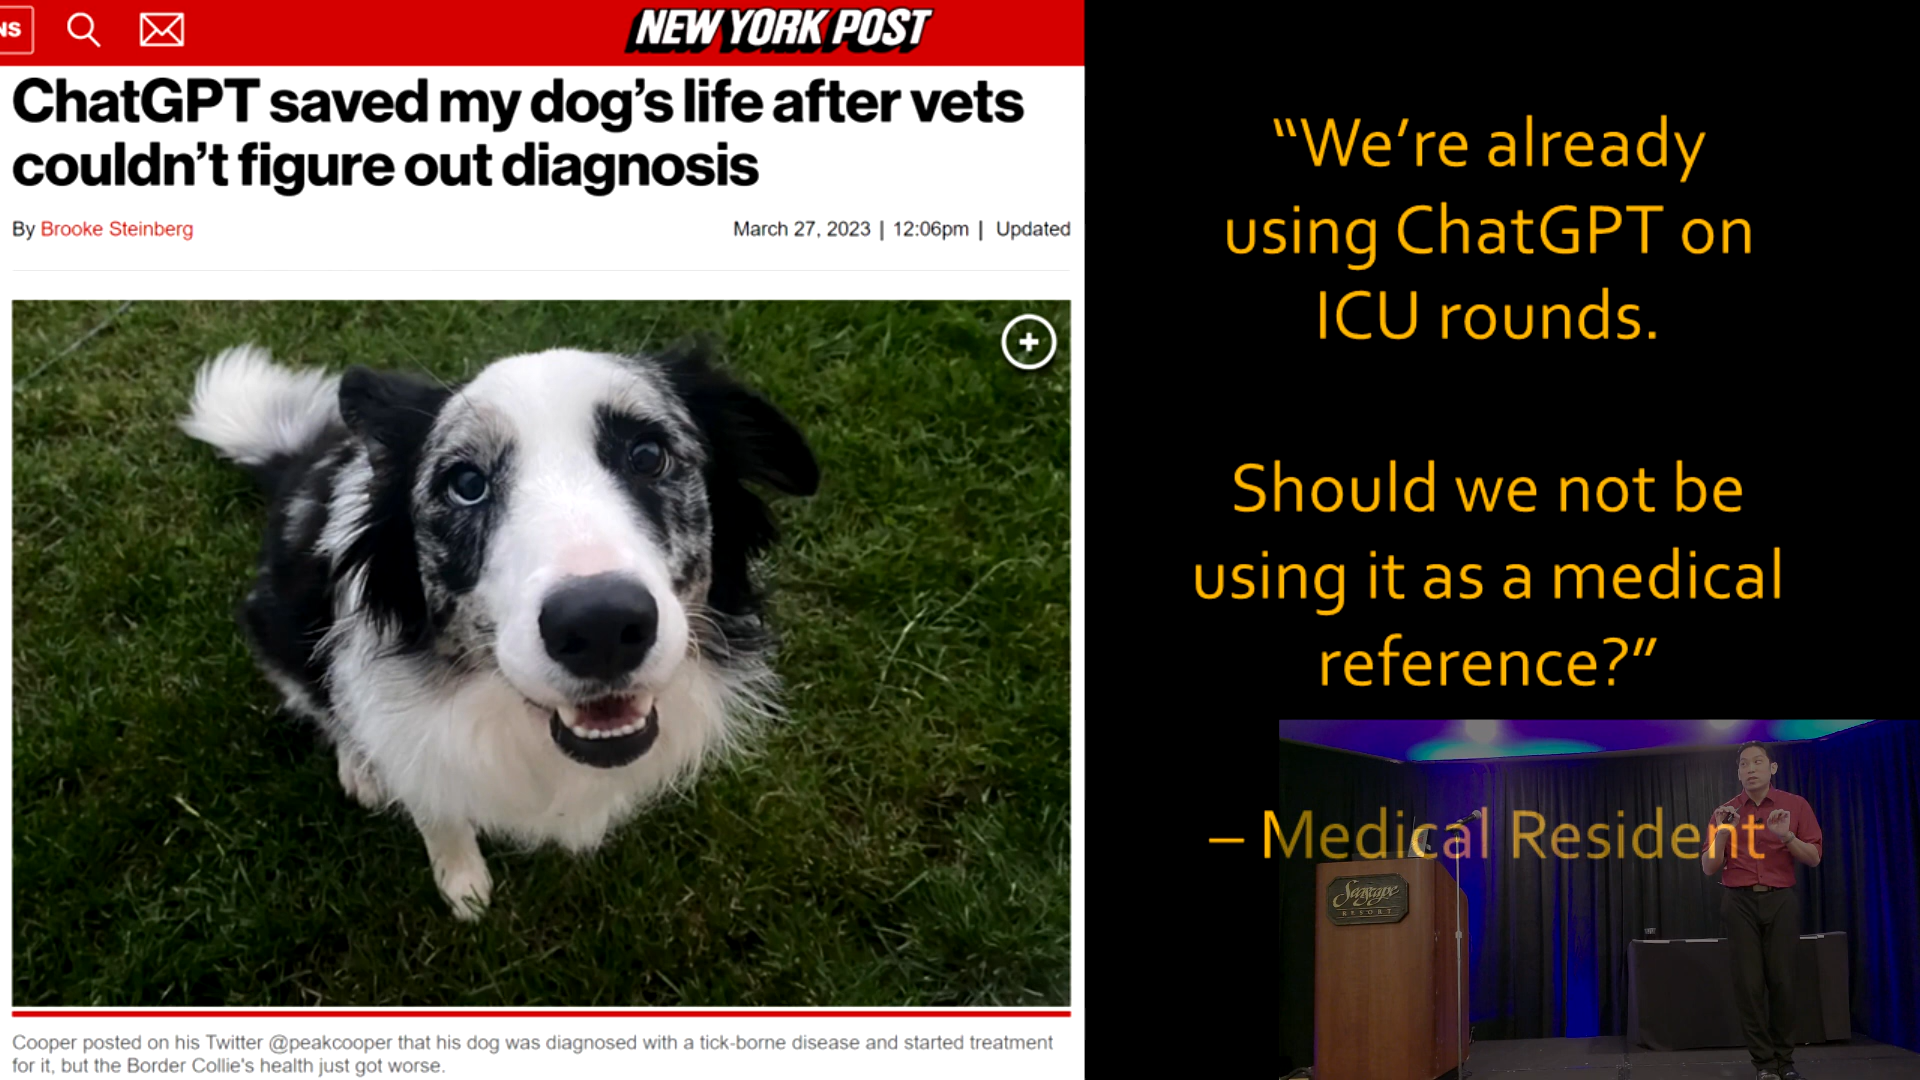 NS
NEW YORK POST
ChatGPT saved my dog's life after vets
couldn't figure out diagnosis
By Brooke Steinberg
March 27, 2023 | 12:06pm | Updated
Cooper posted on his Twitter @peakcooper that his dog was diagnosed with a tick-borne disease and started treatment
for it, but the Border Collie's health just got worse.
“We’re already
using ChatGPT on
ICU rounds.
Should we not be
using it as a medical
reference?”
– Medical Resident
Seascape
RESORT